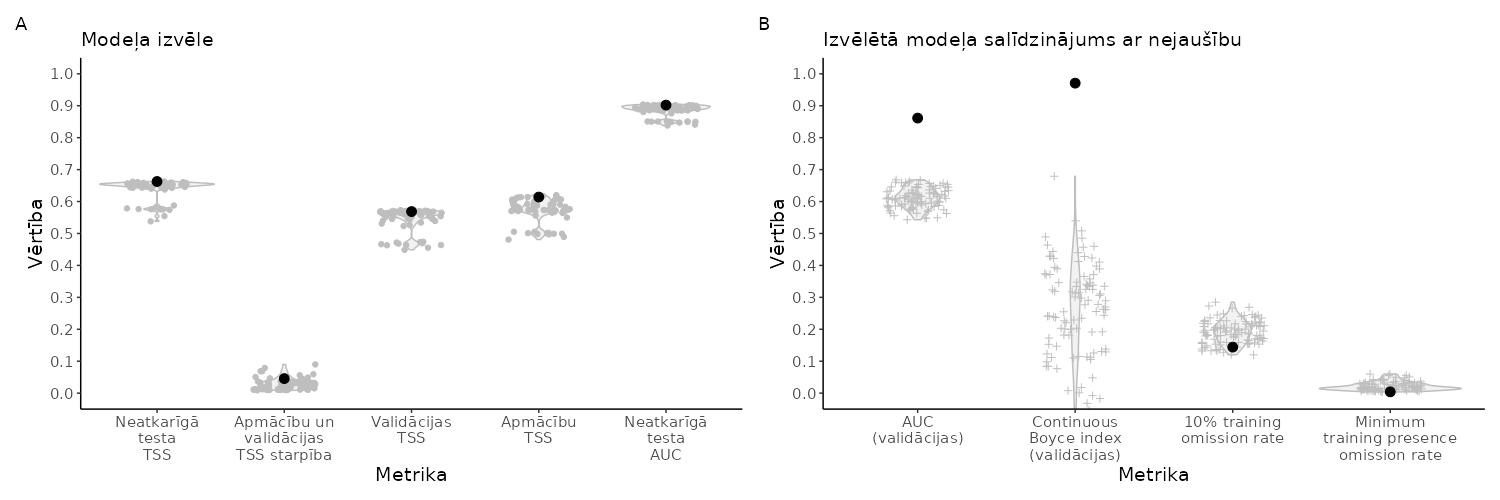 A
Modeļa izvēle
Vērtība
1.0
0.9
0.8
0.7
0.6
0.5
0.4
0.3
0.2
0.1
0.0
Neatkarīgā
testa
TSS
Apmācību un
validācijas
TSS starpība
Validācijas
TSS
Apmācību
TSS
Neatkarīgā
testa
AUC
Metrika
B
Izvēlētā modeļa salīdzinājums ar nejaušību
Vērtība
1.0
0.9
0.8
0.7
0.6
0.5
0.4
0.3
0.2
0.1
0.0
AUC
(validācijas)
Continuous
Boyce index
(validācijas)
10% training
omission rate
Minimum
training presence
omission rate
Metrika